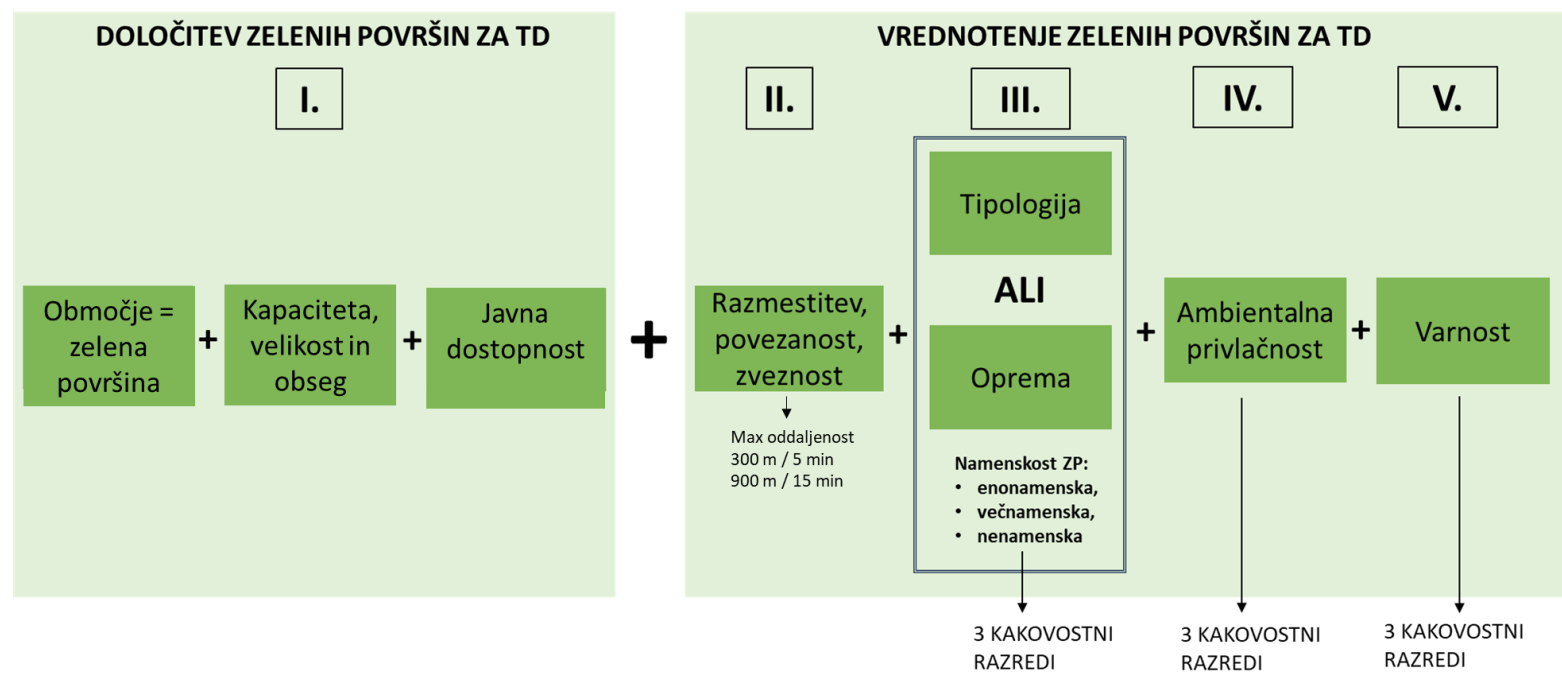 DOLOČITEV ZELENIH POVRŠIN ZA TD
I.
Območje =
zelena
površina
+
Kapaciteta,
velikost in
obseg
+
Javna
dostopnost
+
VREDNOTENJE ZELENIH POVRŠIN ZA TD
II.
Razmestitev,
povezanost,
zveznost
Max oddaljenost
300 m / 5 min
900 m / 15 min
+
III.
Tipologija
ALI
Oprema
Namenskost ZP:
• enonamenska,
• večnamenska,
• nenamenska
3 KAKOVOSTNI
RAZREDI
+
IV.
Ambientalna
privlačnost
3 KAKOVOSTNI
RAZREDI
+
V.
Varnost
3 KAKOVOSTNI
RAZREDI